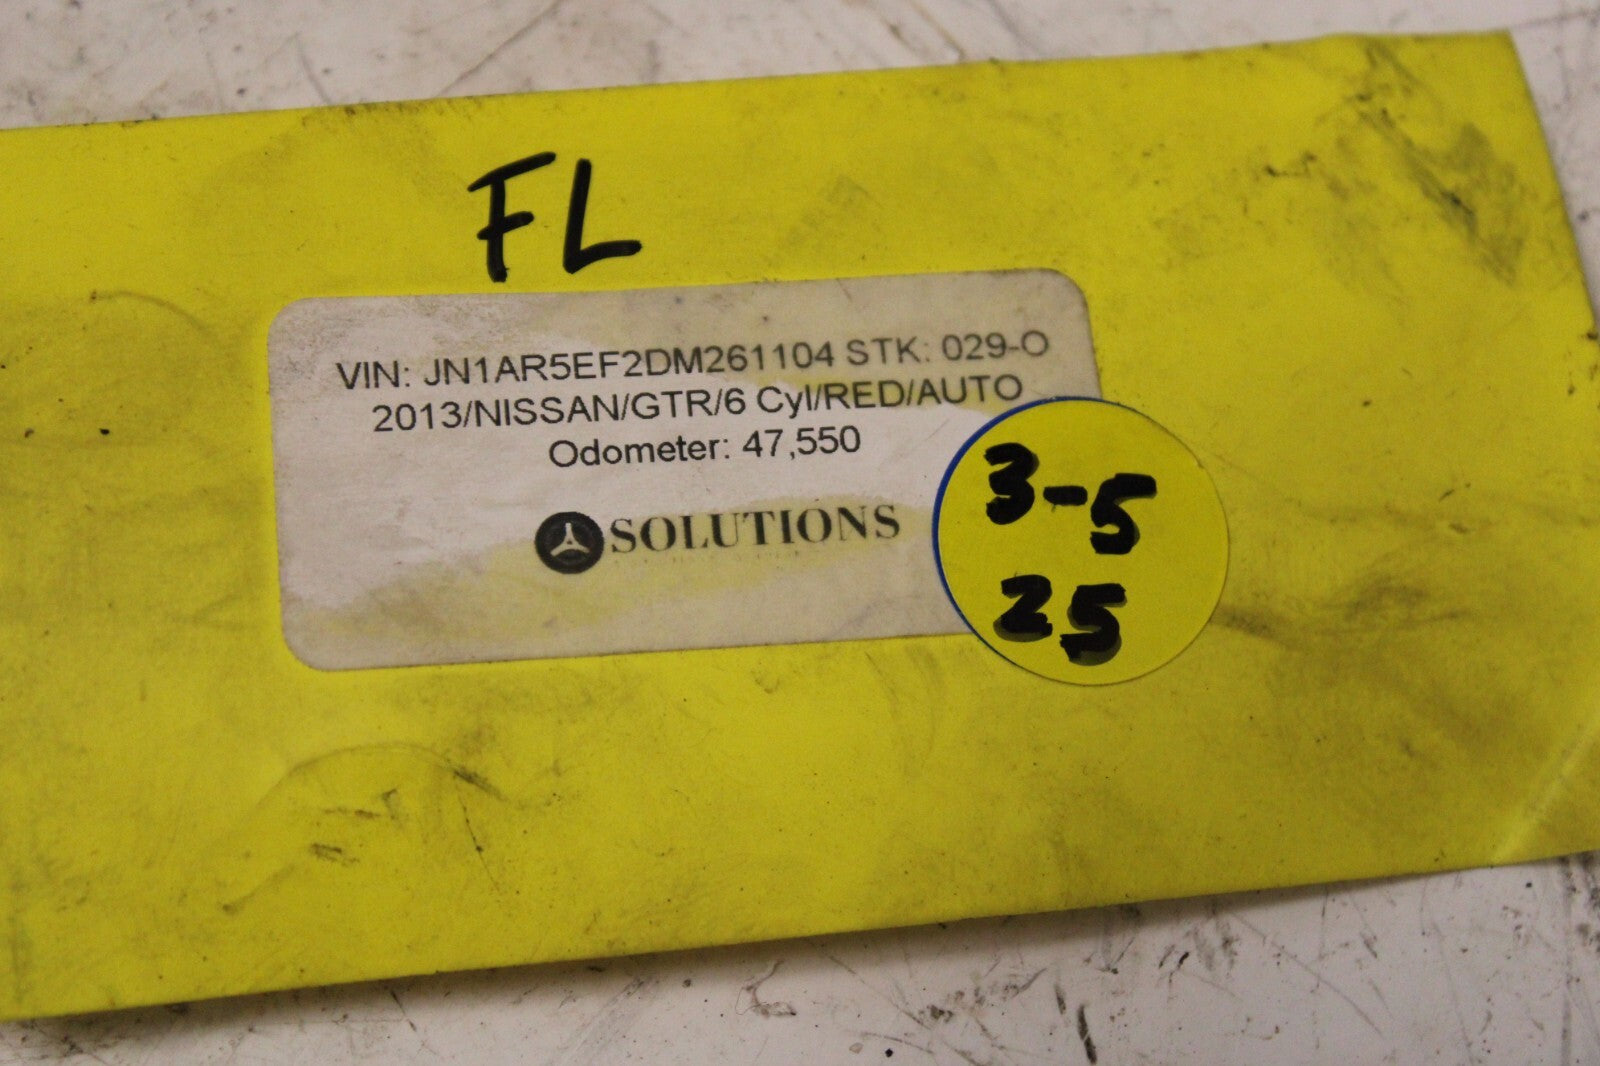 FL
VIN: JN1AR5EF2DM261104 STK: 029-O
2013/NISSAN/GTR/6 Cyl/RED/AUTO
Odometer: 47,550
SOLUTIONS
3-5
25